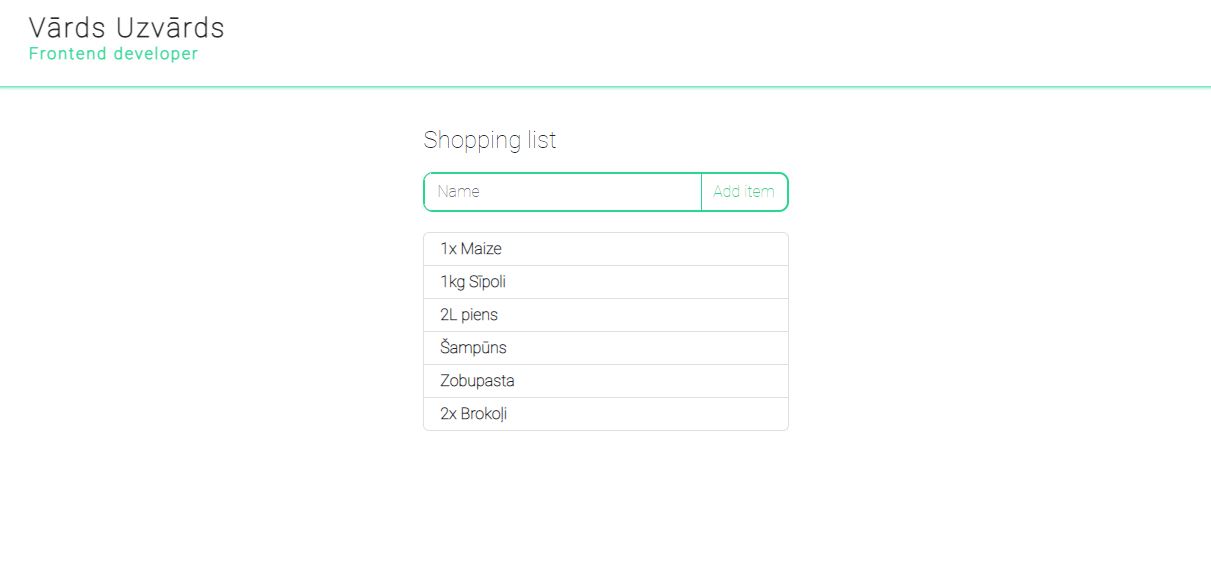 Vārds Uzvārds
Frontend developer
Shopping list
Name
Add item
1x Maize
1kg Sīpoli
2L piens
Šampūns
Zobupasta
2x Brokoļi